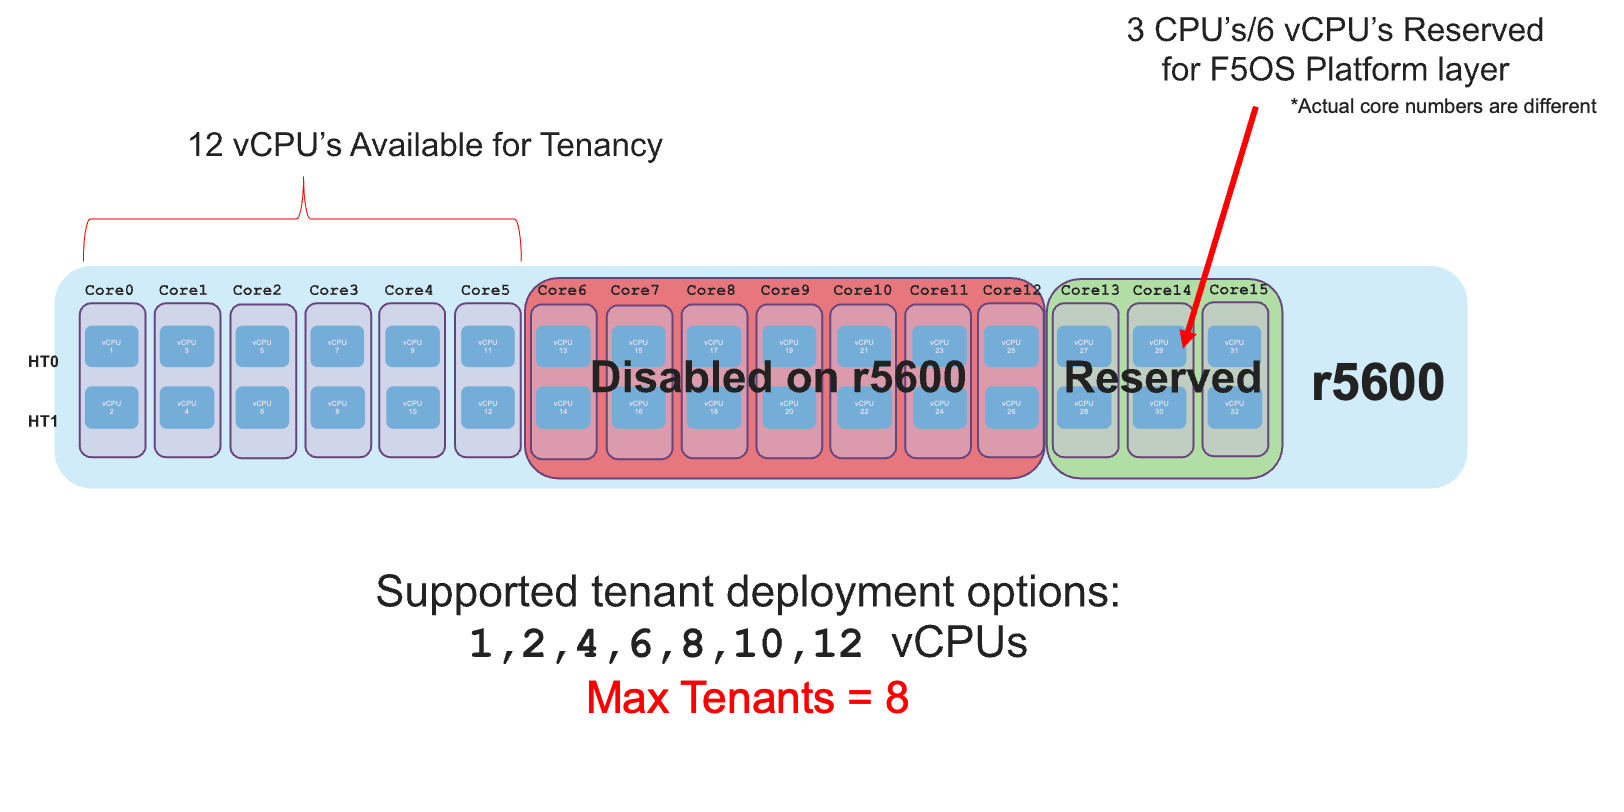 3 CPU's/6 vCPU's Reserved
for F5OS Platform layer
*Actual core numbers are different
12 vCPU's Available for Tenancy
Core0 Core1 Core2 Core3 Core4 Core5 Core6 Core7 Core8 Core9 Core10 Core11 Core12 Core13 Core14 Core15
HT0
vCPU 1 vCPU 3 vCPU 5 vCPU 7 vCPU 9 vCPU 11 vCPU 13 vCPU 15 vCPU 17 vCPU 19 vCPU 21 vCPU 23 vCPU 25 vCPU 27 vCPU 29 vCPU 31
Disabled on r5600
Reserved
r5600
HT1
vCPU 2 vCPU 4 vCPU 6 vCPU 8 vCPU 10 vCPU 12 vCPU 14 vCPU 16 vCPU 18 vCPU 20 vCPU 22 vCPU 24 vCPU 26 vCPU 28 vCPU 30 vCPU 32
Supported tenant deployment options:
1,2,4,6,8,10,12 vCPUs
Max Tenants = 8